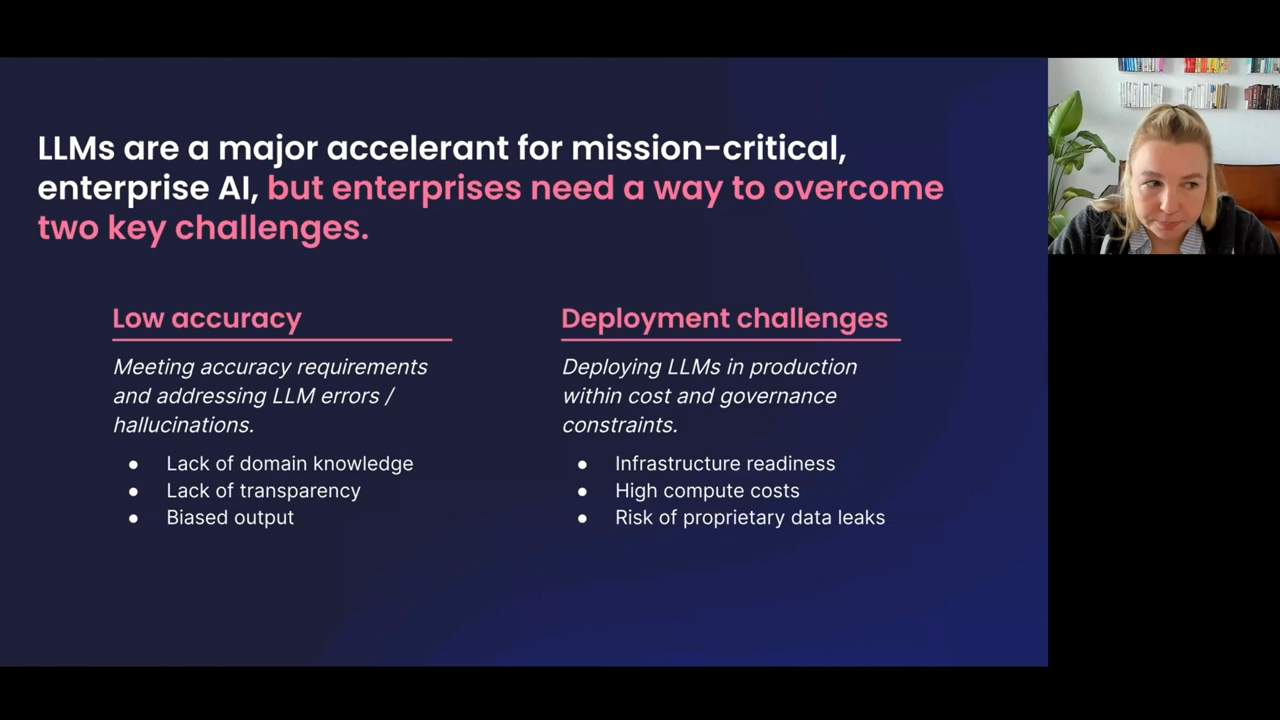 LLMs are a major accelerant for mission-critical,
enterprise AI, but enterprises need a way to overcome
two key challenges.
Low accuracy
Meeting accuracy requirements
and addressing LLM errors /
hallucinations.
● Lack of domain knowledge
● Lack of transparency
● Biased output
Deployment challenges
Deploying LLMs in production
within cost and governance
constraints.
● Infrastructure readiness
● High compute costs
● Risk of proprietary data leaks